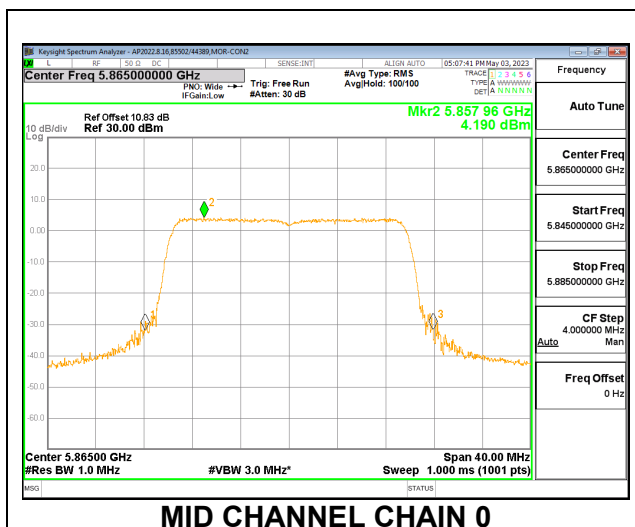 Keysight Spectrum Analyzer - AP2022.8.16,85502/44389,MOR-CON2
L RF 50 Ω DC SENSE:INT ALIGN AUTO 05:07:41 PM May 03, 2023
Center Freq 5.865000000 GHz
PNO: Wide
IFGain:Low
Trig: Free Run
#Atten: 30 dB
#Avg Type: RMS
Avg|Hold: 100/100
TRACE 1 2 3 4 5 6
TYPE A WWWWW
DET A N N N N N
Frequency
Auto Tune
Center Freq
5.865000000 GHz
Start Freq
5.845000000 GHz
Stop Freq
5.885000000 GHz
CF Step
4.000000 MHz
Auto Man
Freq Offset
0 Hz
Mkr2 5.857 96 GHz
4.190 dBm
Ref Offset 10.83 dB
10 dB/div Ref 30.00 dBm
Log
20.0
10.0
0.00
-10.0
-20.0
-30.0
-40.0
-50.0
-60.0
1
2
3
Center 5.86500 GHz Span 40.00 MHz
#Res BW 1.0 MHz #VBW 3.0 MHz* Sweep 1.000 ms (1001 pts)
MSG STATUS
MID CHANNEL CHAIN 0